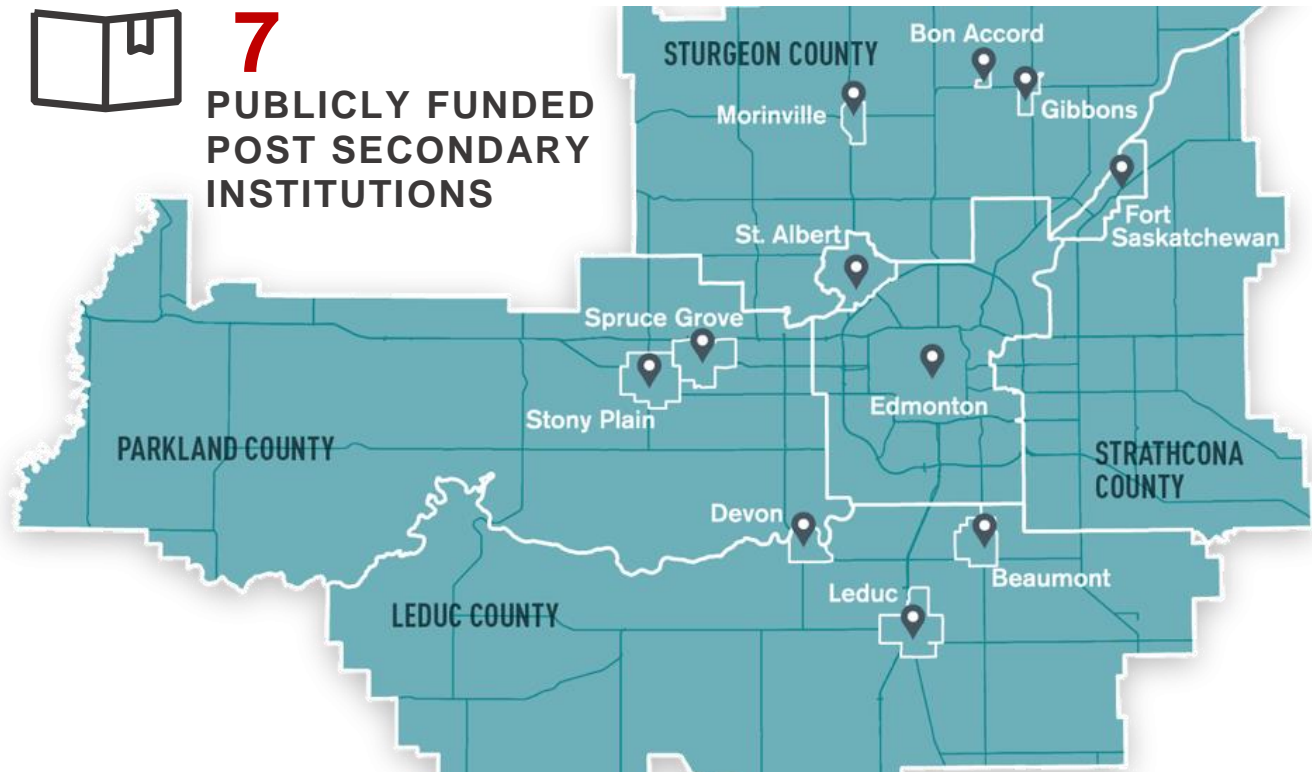 7
PUBLICLY FUNDED
POST SECONDARY
INSTITUTIONS
STURGEON COUNTY
Bon Accord
Morinville
Gibbons
Fort
Saskatchewan
St. Albert
Spruce Grove
Stony Plain
Edmonton
PARKLAND COUNTY
STRATHCONA
COUNTY
Devon
Beaumont
Leduc
LEDUC COUNTY